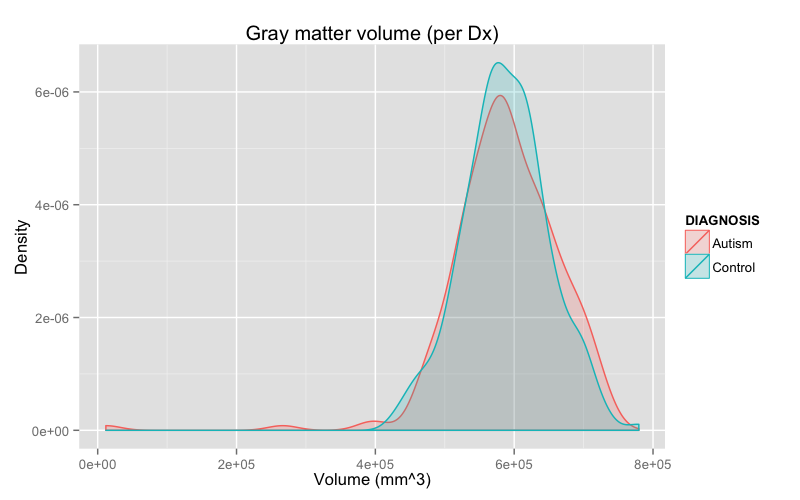 Gray matter volume (per Dx)
6e-06
4e-06
2e-06
0e+00
Density
0e+00 2e+05 4e+05 6e+05 8e+05
Volume (mm^3)
DIAGNOSIS
Autism
Control